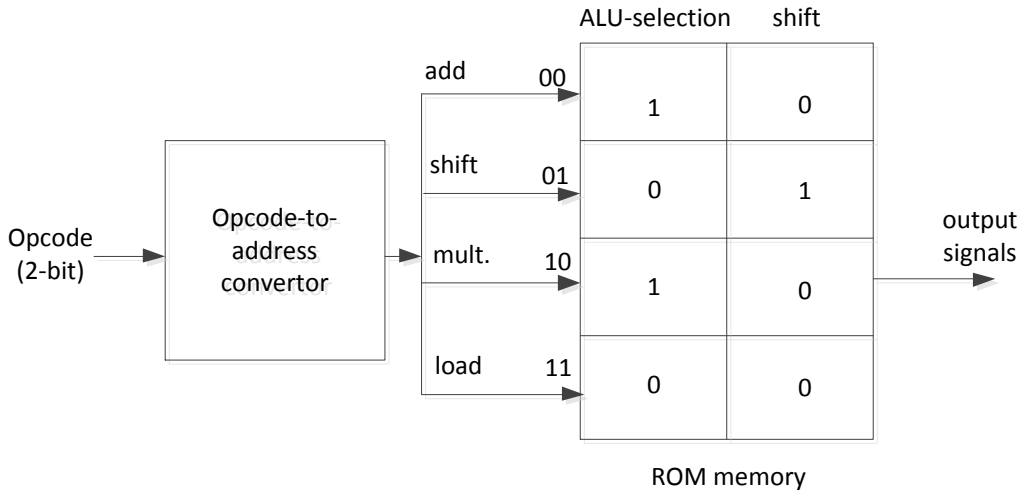 ALU-selection shift
add 00
1 0
shift 01
0 1
Opcode
(2-bit)
Opcode-to-
address
convertor
mult. 10
1 0
output
signals
load 11
0 0
ROM memory